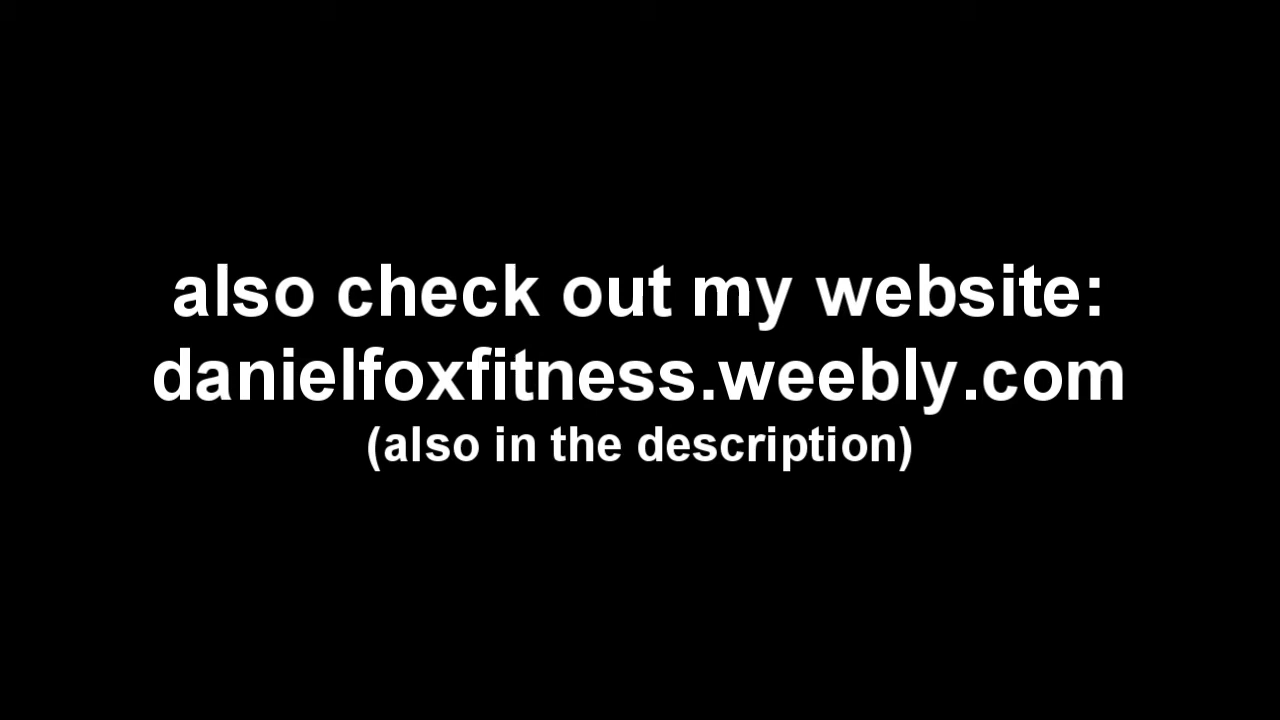 also check out my website:
danielfoxfitness.weebly.com
(also in the description)